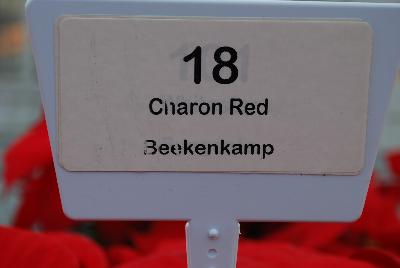 18
Charon Red
Beekenkamp